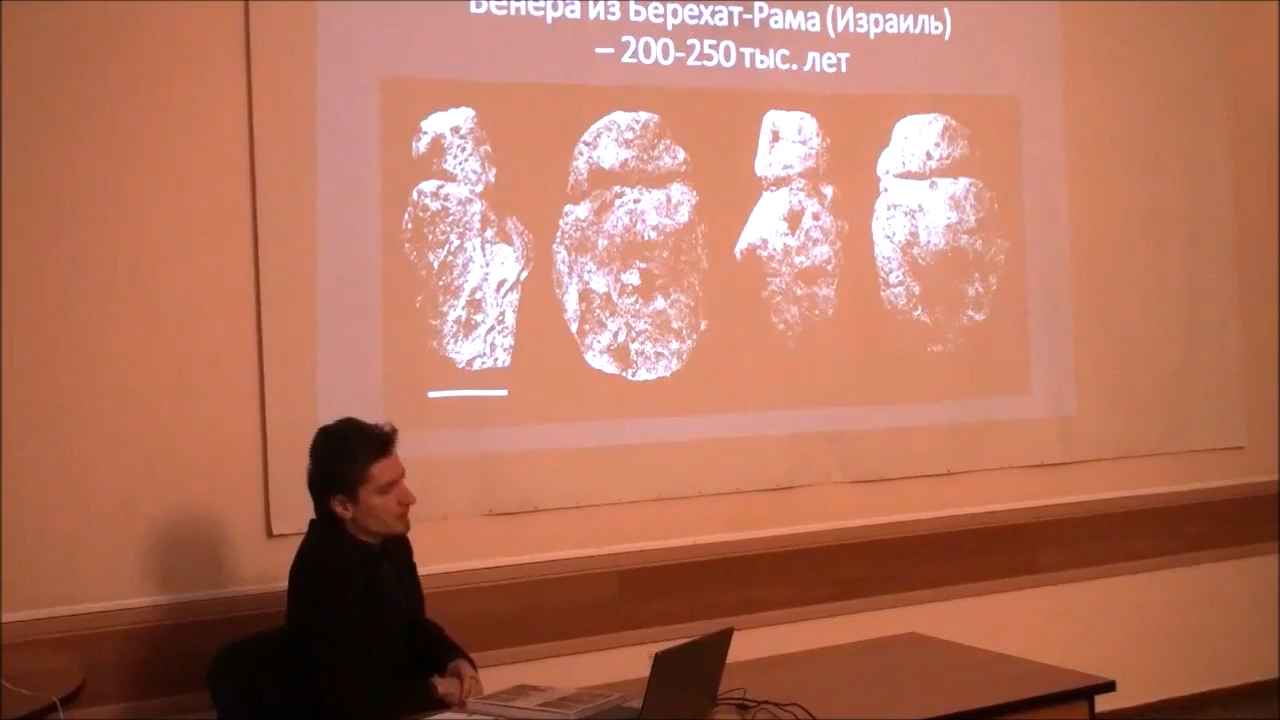 Венера из Берехат-Рама (Израиль)
– 200-250 тыс. лет